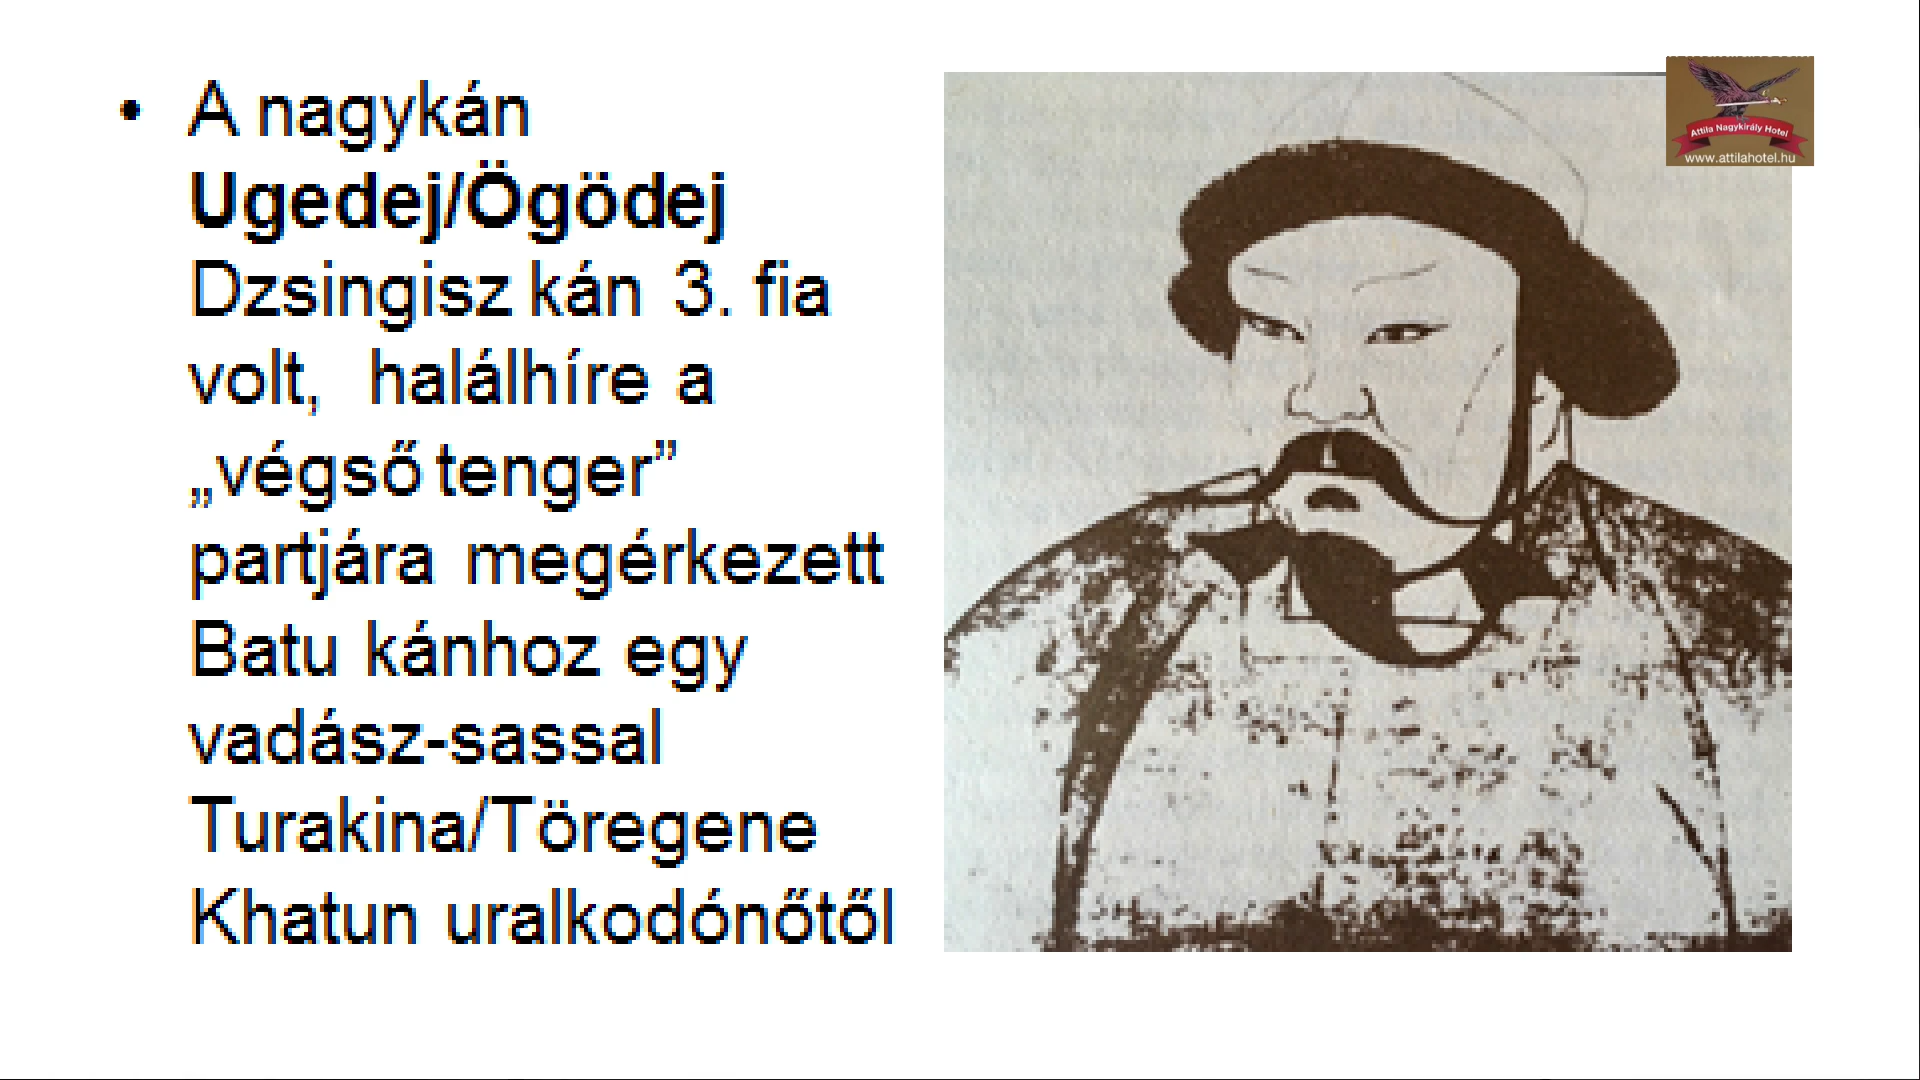 • A nagykán
Ugedej/Ögödej
Dzsingisz kán 3. fia
volt, halálhíre a
„végső tenger”
partjára megérkezett
Batu kánhoz egy
vadász-sassal
Turakina/Töregene
Khatun uralkodónőtől
Attila Nagykirály Hotel
www.attilahotel.hu